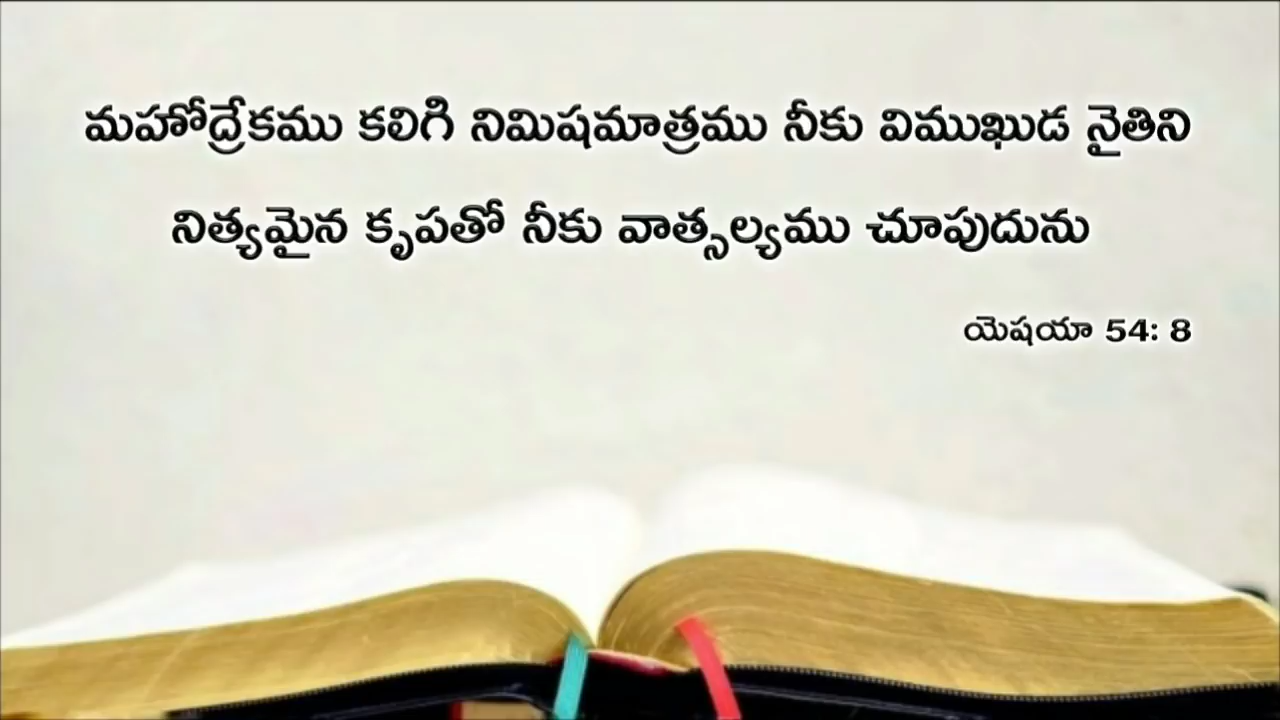 మహోద్రేకము కలిగి నిమిషమాత్రము నీకు విముఖుడ నైతిని
నిత్యమైన కృపతో నీకు వాత్సల్యము చూపుదును
యెషయా 54: 8